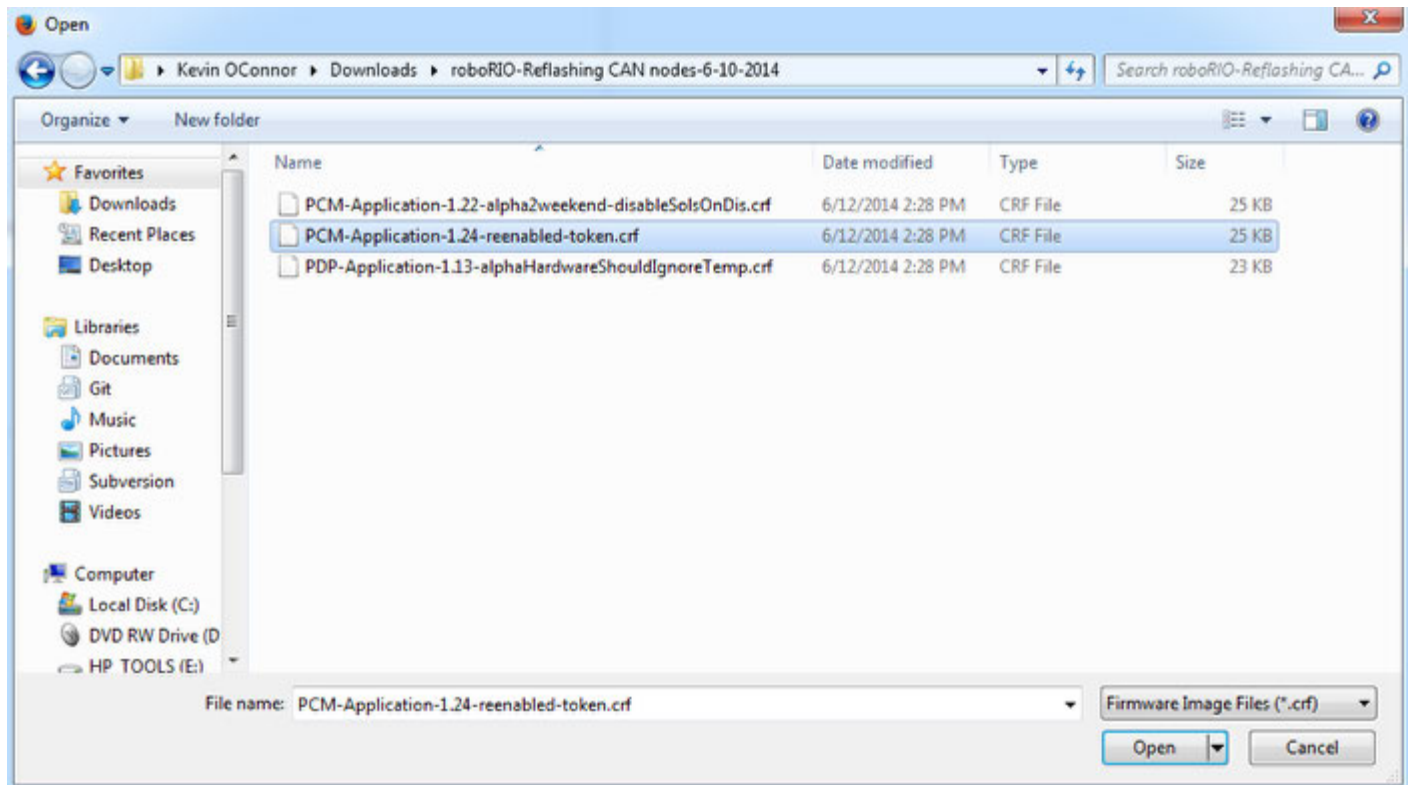 Open
Kevin OConnor ▸ Downloads ▸ roboRIO-Reflashing CAN nodes-6-10-2014
Search roboRIO-Reflashing CA...
Organize New folder
Name Date modified Type Size
Favorites
Downloads
Recent Places
Desktop
Libraries
Documents
Git
Music
Pictures
Subversion
Videos
Computer
Local Disk (C:)
DVD RW Drive (D
HP_TOOLS (E:)
PCM-Application-1.22-alpha2weekend-disableSolsOnDis.crf 6/12/2014 2:28 PM CRF File 25 KB
PCM-Application-1.24-reenabled-token.crf 6/12/2014 2:28 PM CRF File 25 KB
PDP-Application-1.13-alphaHardwareShouldIgnoreTemp.crf 6/12/2014 2:28 PM CRF File 23 KB
File name: PCM-Application-1.24-reenabled-token.crf Firmware Image Files (*.crf)
Open Cancel